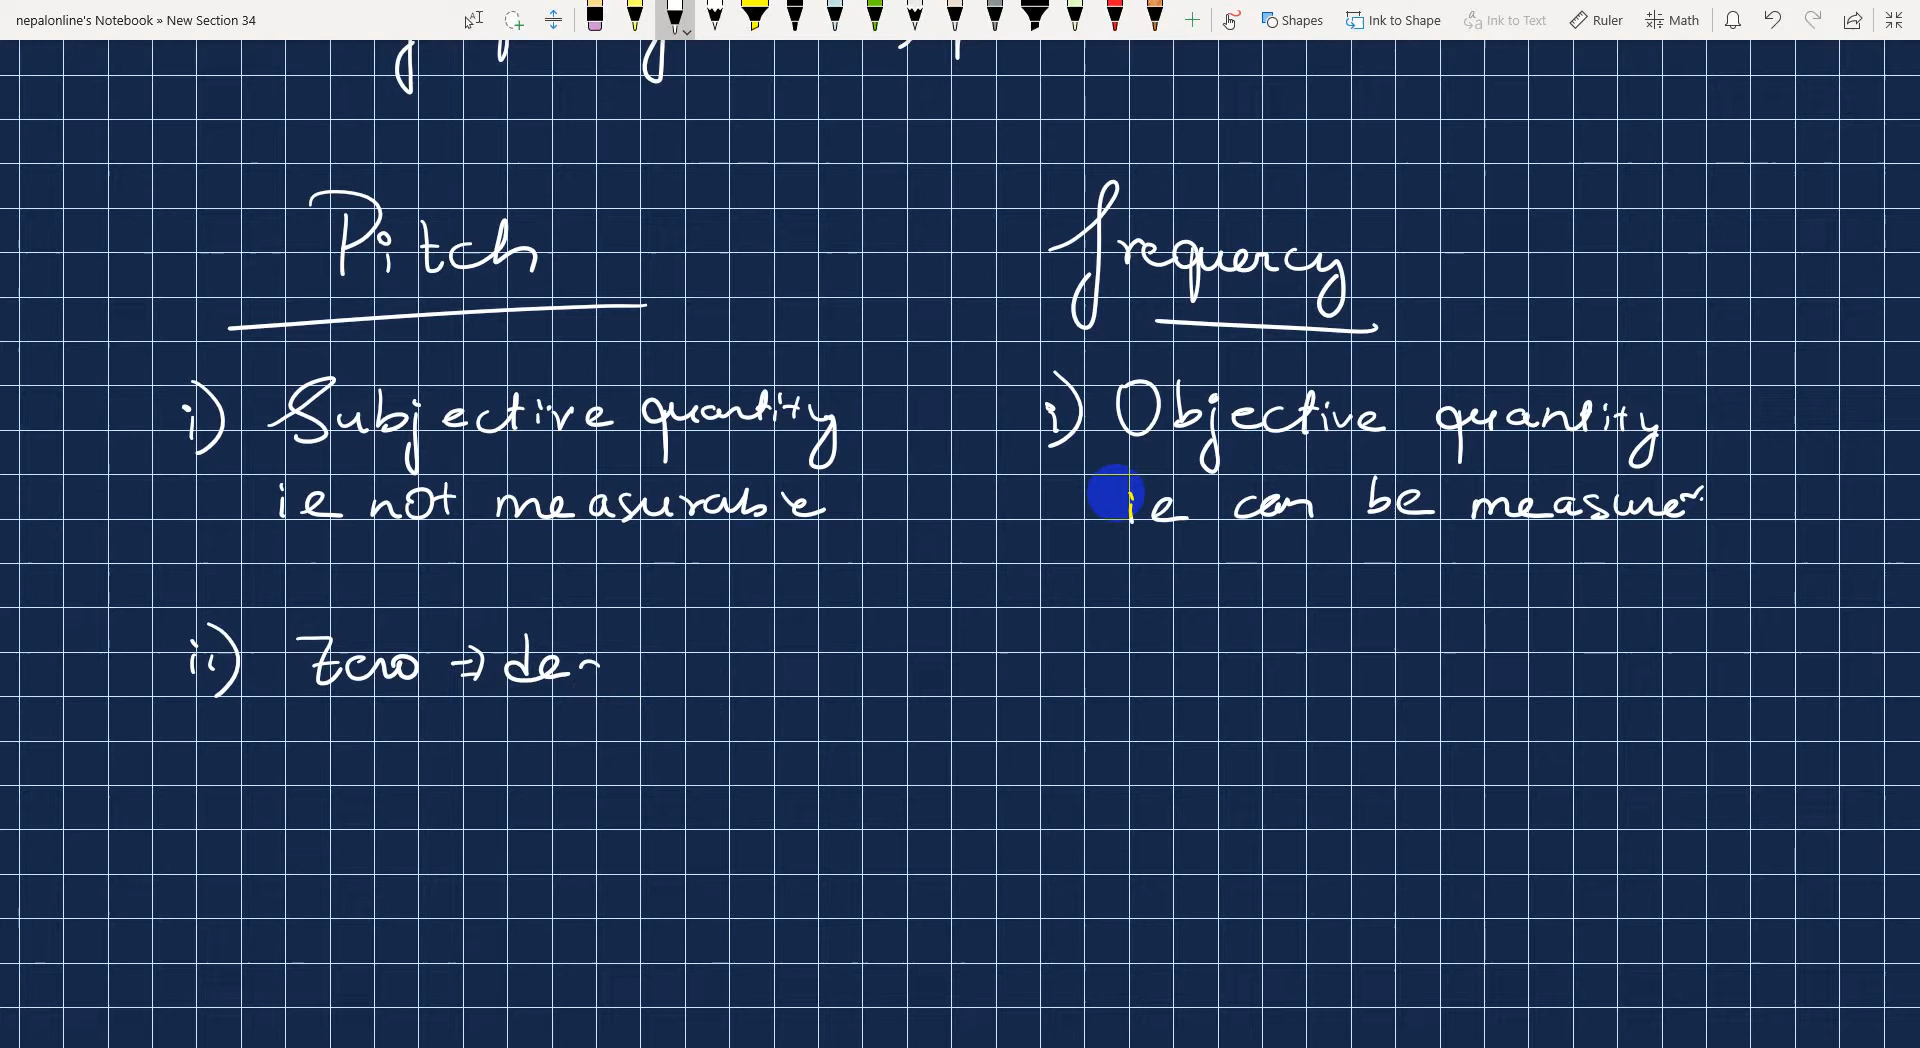 nepalonline's Notebook » New Section 34
Shapes
Ink to Shape
Ink to Text
Ruler
Math
Pitch
frequency
i) Subjective quantity
ie not measurable
i) Objective quantity
ie can be measure
ii) Zero => de